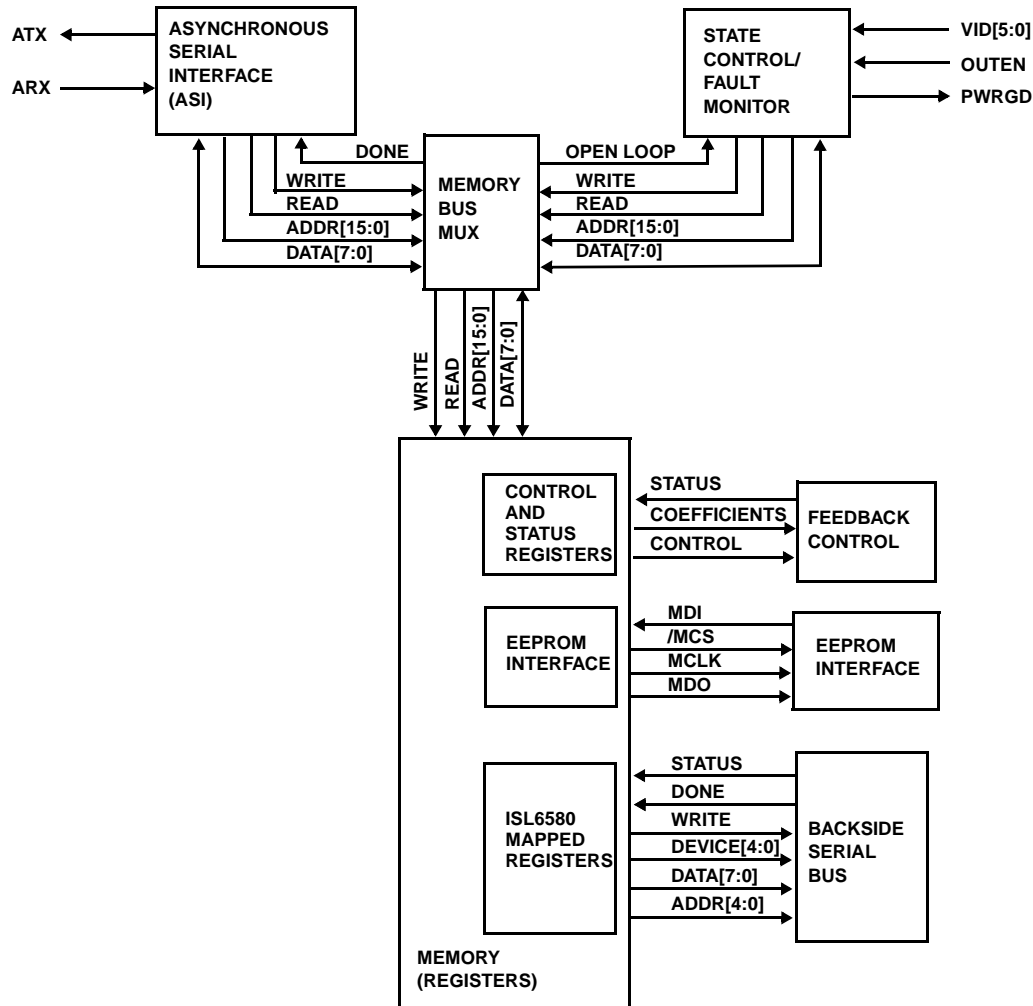 ATX
ARX
ASYNCHRONOUS
SERIAL
INTERFACE
(ASI)
STATE
CONTROL/
FAULT
MONITOR
VID[5:0]
OUTEN
PWRGD
DONE
WRITE
READ
ADDR[15:0]
DATA[7:0]
MEMORY
BUS
MUX
OPEN LOOP
WRITE
READ
ADDR[15:0]
DATA[7:0]
WRITE
READ
ADDR[15:0]
DATA[7:0]
CONTROL
AND
STATUS
REGISTERS
STATUS
COEFFICIENTS
CONTROL
FEEDBACK
CONTROL
EEPROM
INTERFACE
MDI
/MCS
MCLK
MDO
EEPROM
INTERFACE
ISL6580
MAPPED
REGISTERS
STATUS
DONE
WRITE
DEVICE[4:0]
DATA[7:0]
ADDR[4:0]
BACKSIDE
SERIAL
BUS
MEMORY
(REGISTERS)